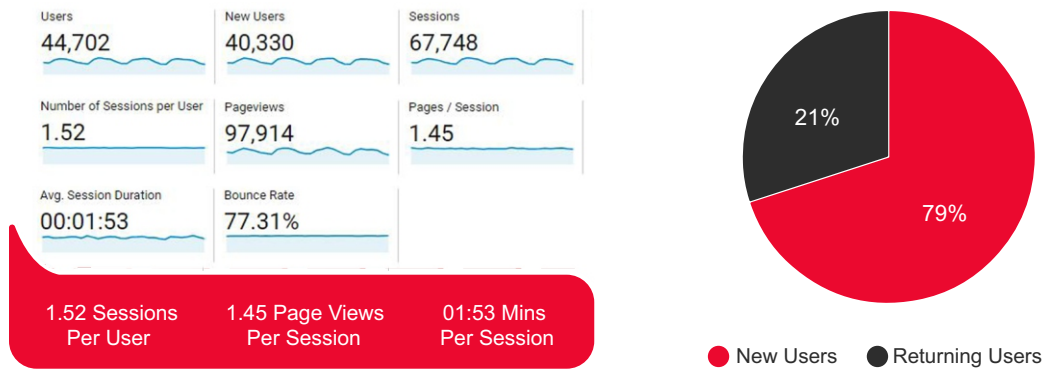 Users
44,702
New Users
40,330
Sessions
67,748
Number of Sessions per User
1.52
Pageviews
97,914
Pages / Session
1.45
Avg. Session Duration
00:01:53
Bounce Rate
77.31%
1.52 Sessions
Per User
1.45 Page Views
Per Session
01:53 Mins
Per Session
21%
79%
New Users
Returning Users